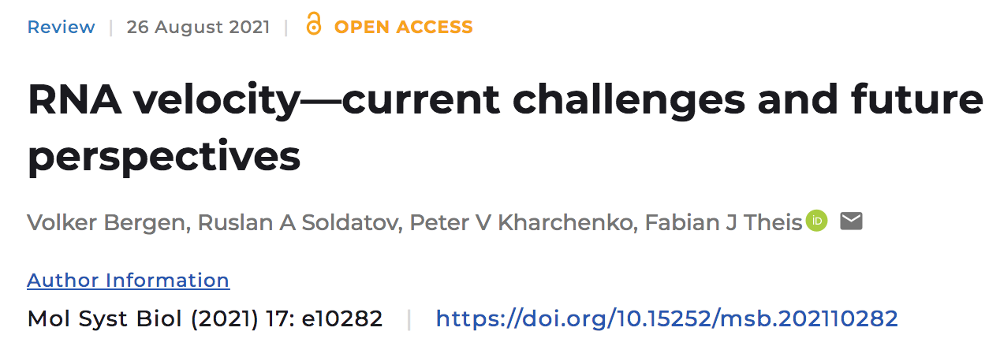 Review | 26 August 2021 | OPEN ACCESS
RNA velocity—current challenges and future
perspectives
Volker Bergen, Ruslan A Soldatov, Peter V Kharchenko, Fabian J Theis iD
Author Information
Mol Syst Biol (2021) 17: e10282 | https://doi.org/10.15252/msb.202110282